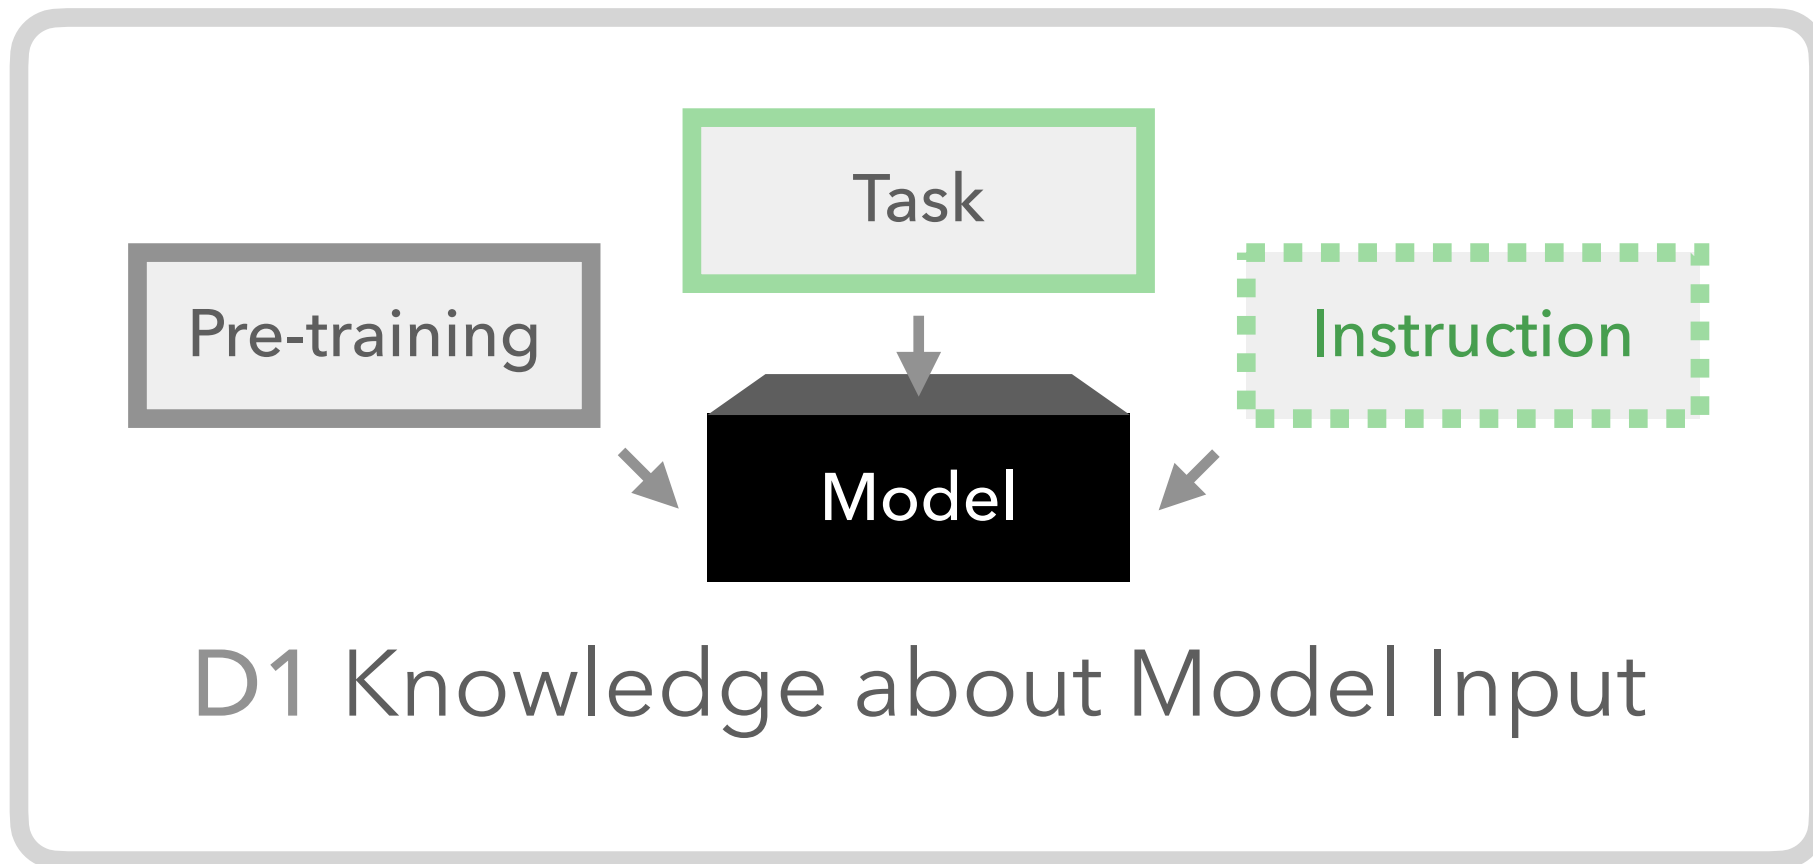 Task
Pre-training
Instruction
Model
D1 Knowledge about Model Input